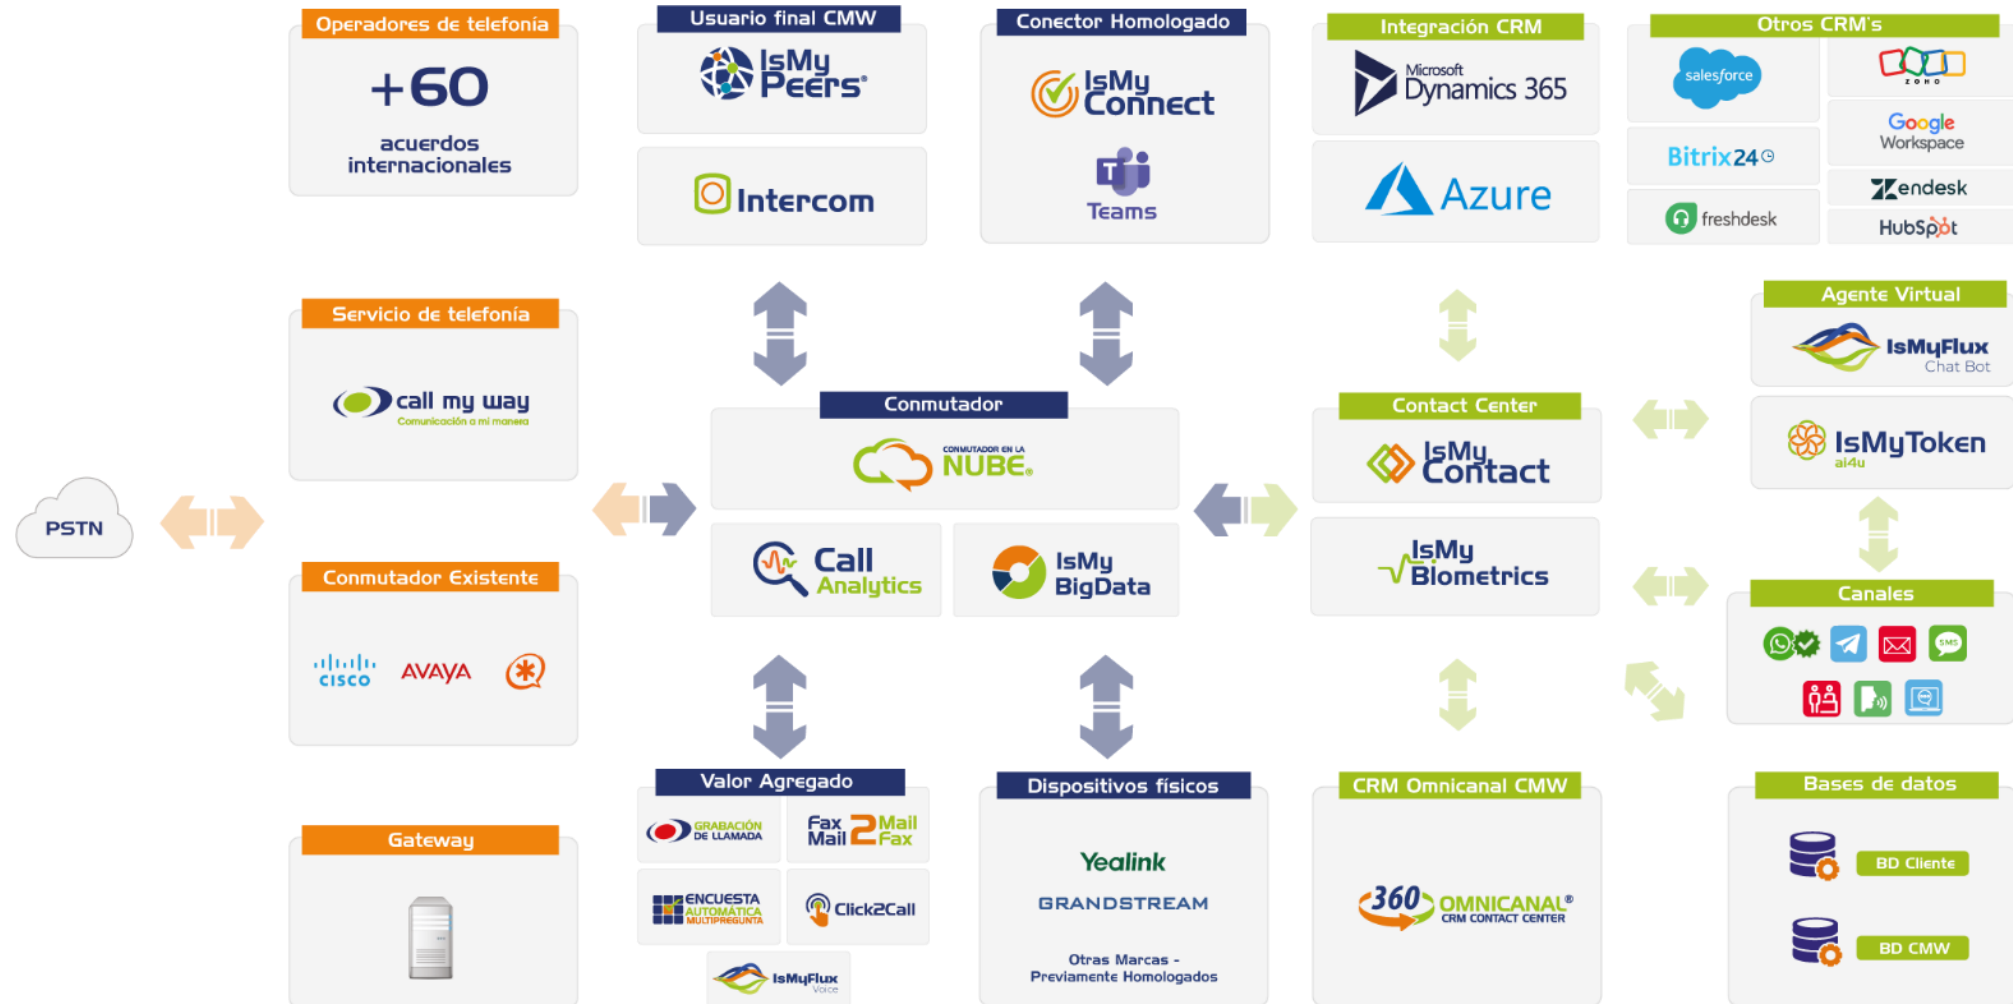 Operadores de telefonía
+60
acuerdos
internacionales
Usuario final CMW
IsMy
Peers®
Intercom
Conector Homologado
IsMy
Connect
Teams
Integración CRM
Microsoft
Dynamics 365
Azure
Otros CRM's
salesforce
ZOHO
Google
Workspace
Bitrix24
Zendesk
freshdesk
HubSpot
Servicio de telefonía
call my way
Comunicación a mi manera
Agente Virtual
IsMyFlux
Chat Bot
IsMyToken
ai4u
Conmutador
CONMUTADOR EN LA
NUBE®
Call
Analytics
IsMy
BigData
Contact Center
IsMy
Contact
IsMy
Biometrics
PSTN
Conmutador Existente
CISCO
AVAYA
Canales
SMS
Gateway
Valor Agregado
GRABACIÓN
DE LLAMADA
Fax 2 Mail
Mail Fax
ENCUESTA
AUTOMÁTICA
MULTIPREGUNTA
Click2Call
IsMyFlux
Voice
Dispositivos físicos
Yealink
GRANDSTREAM
Otras Marcas -
Previamente Homologados
CRM Omnicanal CMW
360 OMNICANAL®
CRM CONTACT CENTER
Bases de datos
BD Cliente
BD CMW